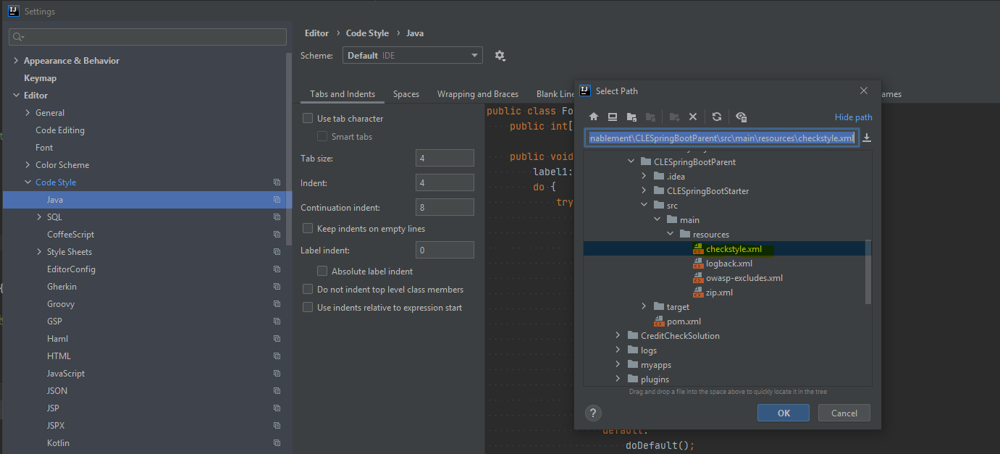 Settings
Appearance & Behavior
Keymap
Editor
General
Code Editing
Font
Color Scheme
Code Style
Java
SQL
CoffeeScript
Style Sheets
EditorConfig
Gherkin
Groovy
GSP
Haml
HTML
JavaScript
JSON
JSP
JSPX
Kotlin
Editor › Code Style › Java
Scheme: Default IDE
Tabs and Indents Spaces Wrapping and Braces Blank Line
ames
Use tab character
Smart tabs
Tab size: 4
Indent: 4
Continuation indent: 8
Keep indents on empty lines
Label indent: 0
Absolute label indent
Do not indent top level class members
Use indents relative to expression start
public class Fo
public int[
public void
label1:
do {
try
default:
doDefault();
Select Path
Hide path
enablement\CLESpringBootParent\src\main\resources\checkstyle.xml
CLESpringBootParent
.idea
CLESpringBootStarter
src
main
resources
checkstyle.xml
logback.xml
owasp-excludes.xml
zip.xml
target
pom.xml
CreditCheckSolution
logs
myapps
plugins
Drag and drop a file into the space above to quickly locate it in the tree
? OK Cancel